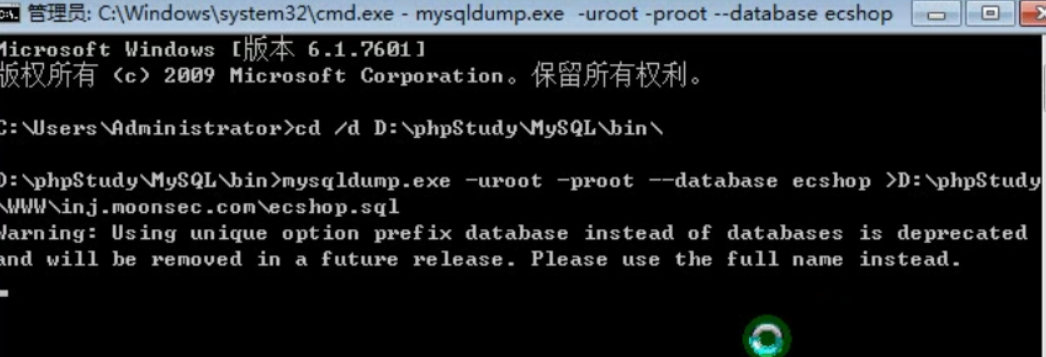 管理员: C:\Windows\system32\cmd.exe - mysqldump.exe  -uroot -proot --database ecshop
Microsoft Windows [版本 6.1.7601]
版权所有 (c) 2009 Microsoft Corporation。保留所有权利。
C:\Users\Administrator>cd /d D:\phpStudy\MySQL\bin\
D:\phpStudy\MySQL\bin>mysqldump.exe -uroot -proot --database ecshop >D:\phpStudy
\WWW\inj.moonsec.com\ecshop.sql
Warning: Using unique option prefix database instead of databases is deprecated
and will be removed in a future release. Please use the full name instead.